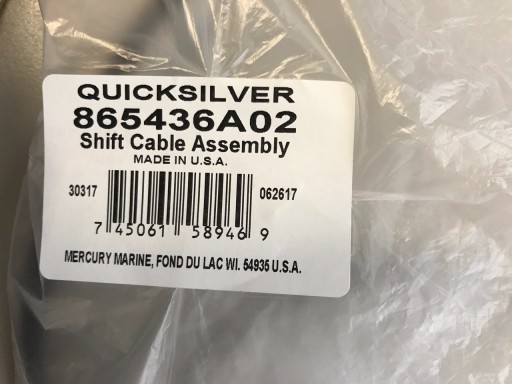 QUICKSILVER
865436A02
Shift Cable Assembly
MADE IN U.S.A.
30317 062617
7 45061 58946 9
MERCURY MARINE, FOND DU LAC WI. 54935 U.S.A.